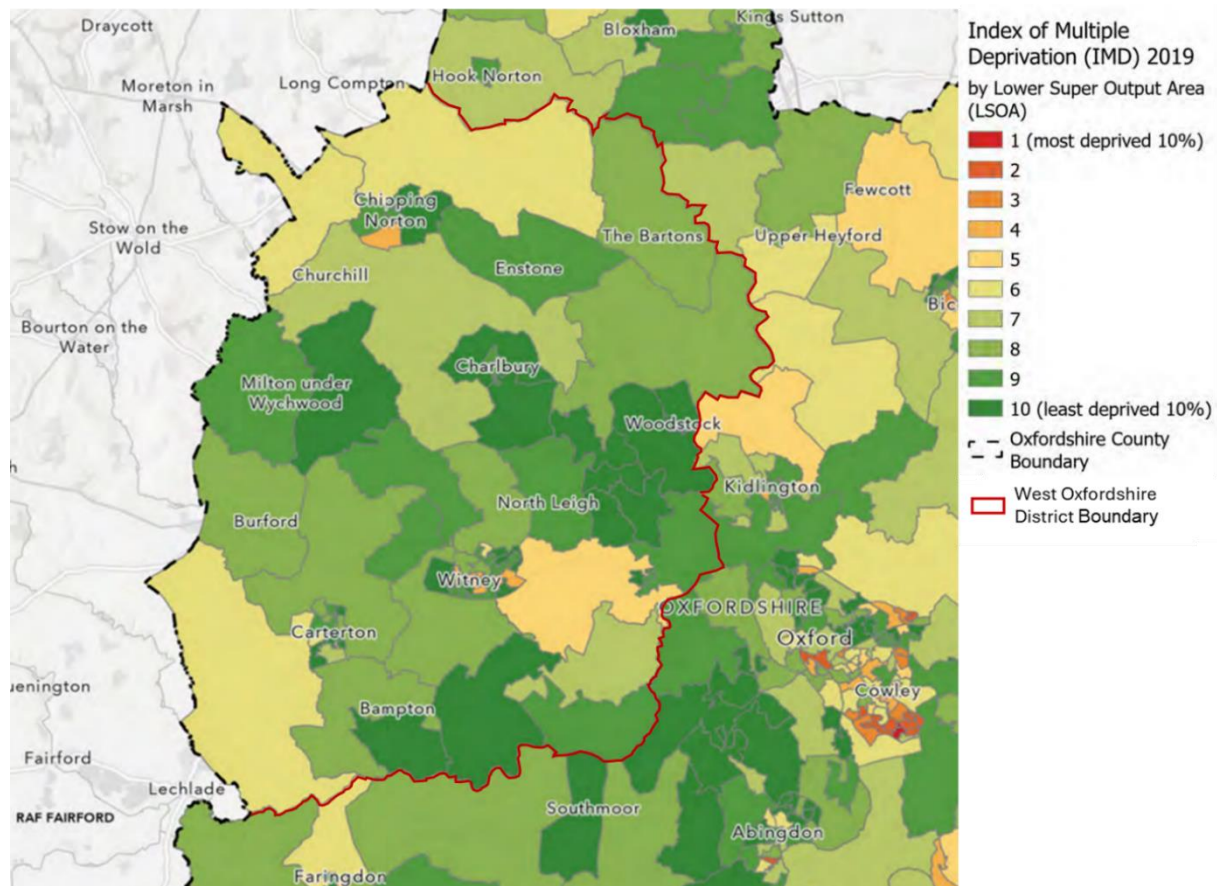 Draycott
Kings Sutton
Bloxham
Moreton in
Marsh
Long Compton
Hook Norton
Fewcott
Chipping
Norton
Stow on the
Wold
The Bartons
Upper Heyford
Churchill
Enstone
Bourton on the
Water
Charlbury
Milton under
Wychwood
Woodstock
Kidlington
North Leigh
Burford
Witney
OXFORDSHIRE
Carterton
Oxford
Cowley
Bampton
Fairford
Lechlade
RAF FAIRFORD
Southmoor
Abingdon
Faringdon
Index of Multiple
Deprivation (IMD) 2019
by Lower Super Output Area
(LSOA)
1 (most deprived 10%)
2
3
4
5
6
7
8
9
10 (least deprived 10%)
Oxfordshire County
Boundary
West Oxfordshire
District Boundary